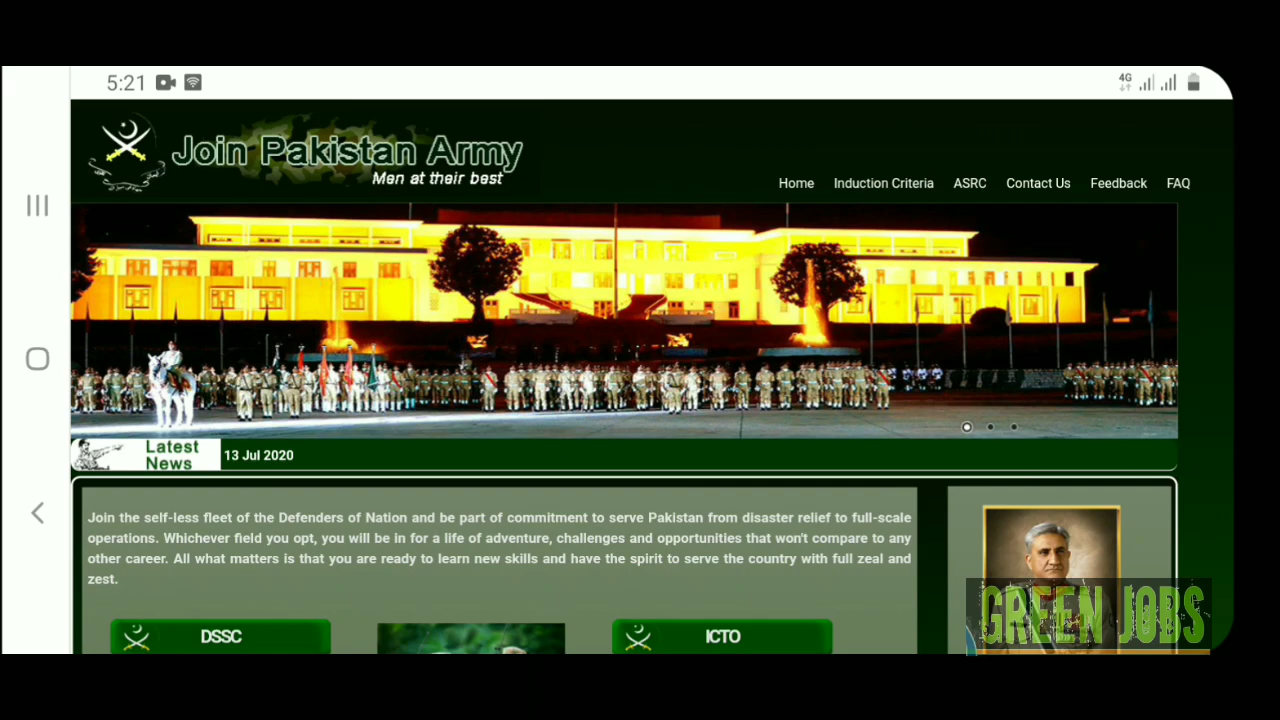 5:21
4G
Join Pakistan Army
Men at their best
Home Induction Criteria ASRC Contact Us Feedback FAQ
Latest
News
13 Jul 2020
Join the self-less fleet of the Defenders of Nation and be part of commitment to serve Pakistan from disaster relief to full-scale
operations. Whichever field you opt, you will be in for a life of adventure, challenges and opportunities that won't compare to any
other career. All what matters is that you are ready to learn new skills and have the spirit to serve the country with full zeal and
zest.
DSSC
ICTO
GREEN JOBS